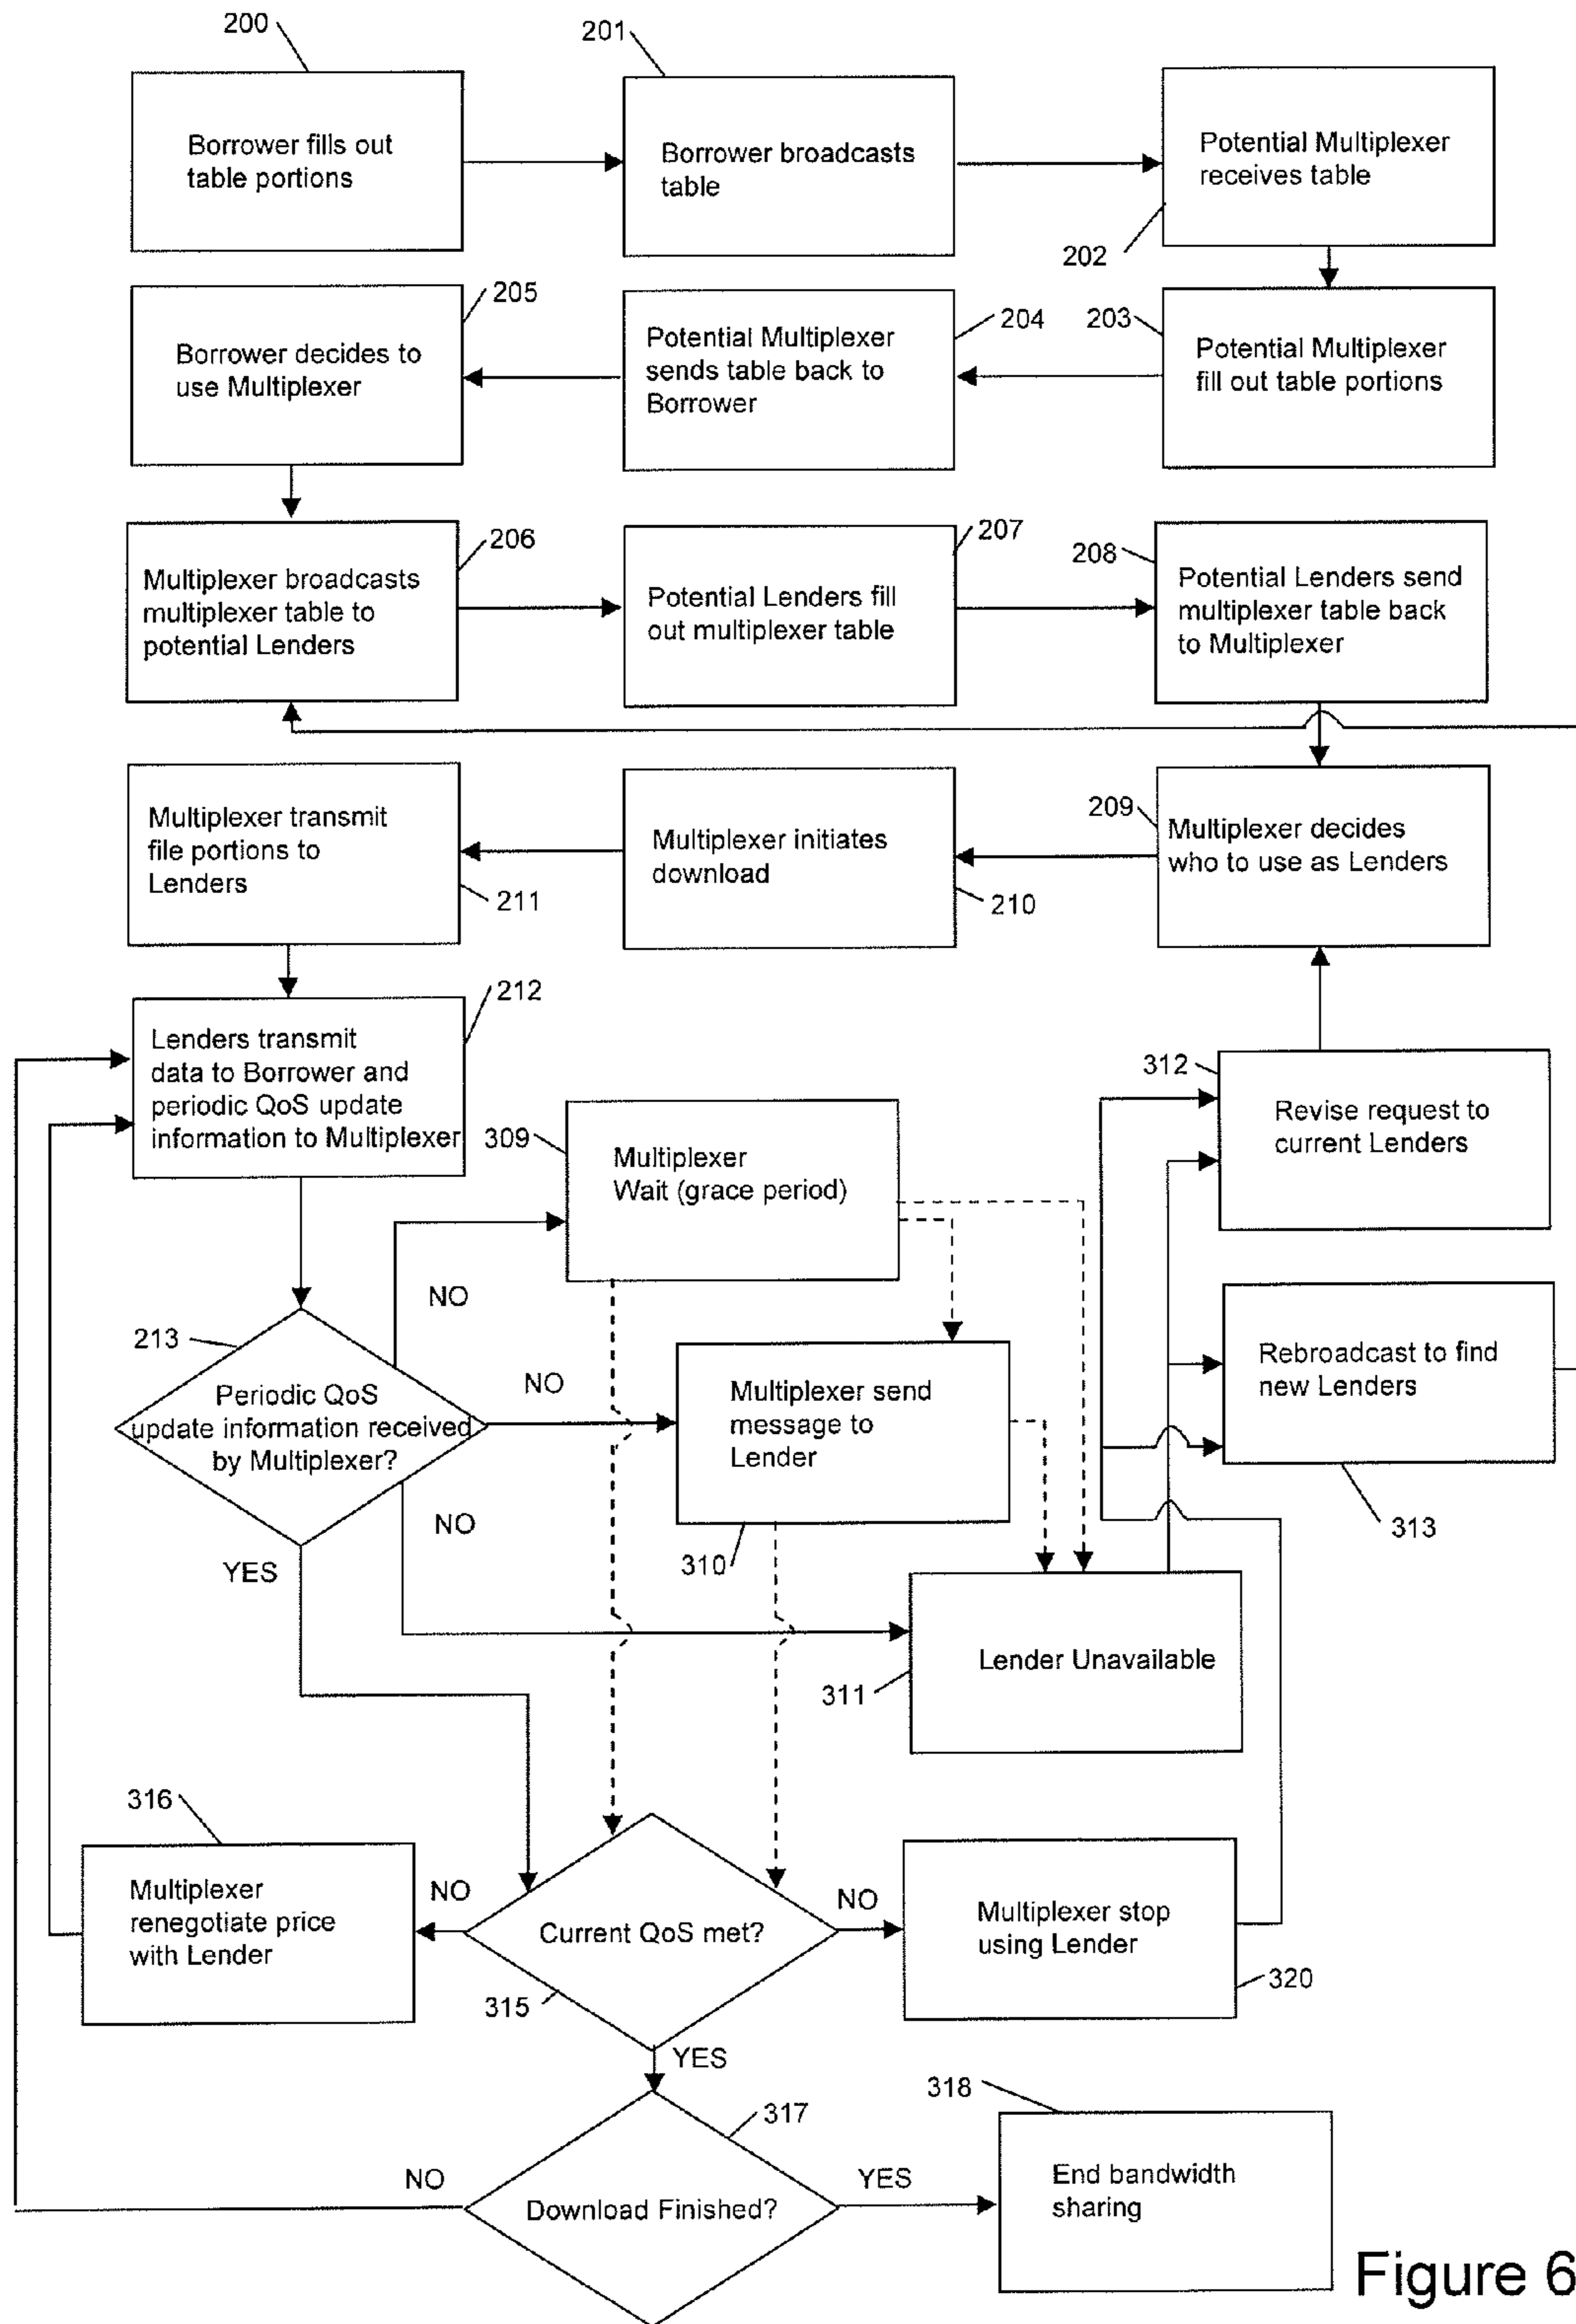 200
201
Borrower fills out
table portions
Borrower broadcasts
table
Potential Multiplexer
receives table
202
205
204
203
Borrower decides to
use Multiplexer
Potential Multiplexer
sends table back to
Borrower
Potential Multiplexer
fill out table portions
206
207
208
Multiplexer broadcasts
multiplexer table to
potential Lenders
Potential Lenders fill
out multiplexer table
Potential Lenders send
multiplexer table back
to Multiplexer
209
Multiplexer transmit
file portions to
Lenders
Multiplexer initiates
download
Multiplexer decides
who to use as Lenders
211
210
212
Lenders transmit
data to Borrower and
periodic QoS update
information to Multiplexer
309
Multiplexer
Wait (grace period)
312
Revise request to
current Lenders
NO
213
Periodic QoS
update information received
by Multiplexer?
NO
Multiplexer send
message to
Lender
Rebroadcast to find
new Lenders
NO
310
313
YES
Lender Unavailable
311
316
Multiplexer
renegotiate price
with Lender
NO
Current QoS met?
NO
Multiplexer stop
using Lender
315
320
YES
317
318
NO
Download Finished?
YES
End bandwidth
sharing
Figure 6